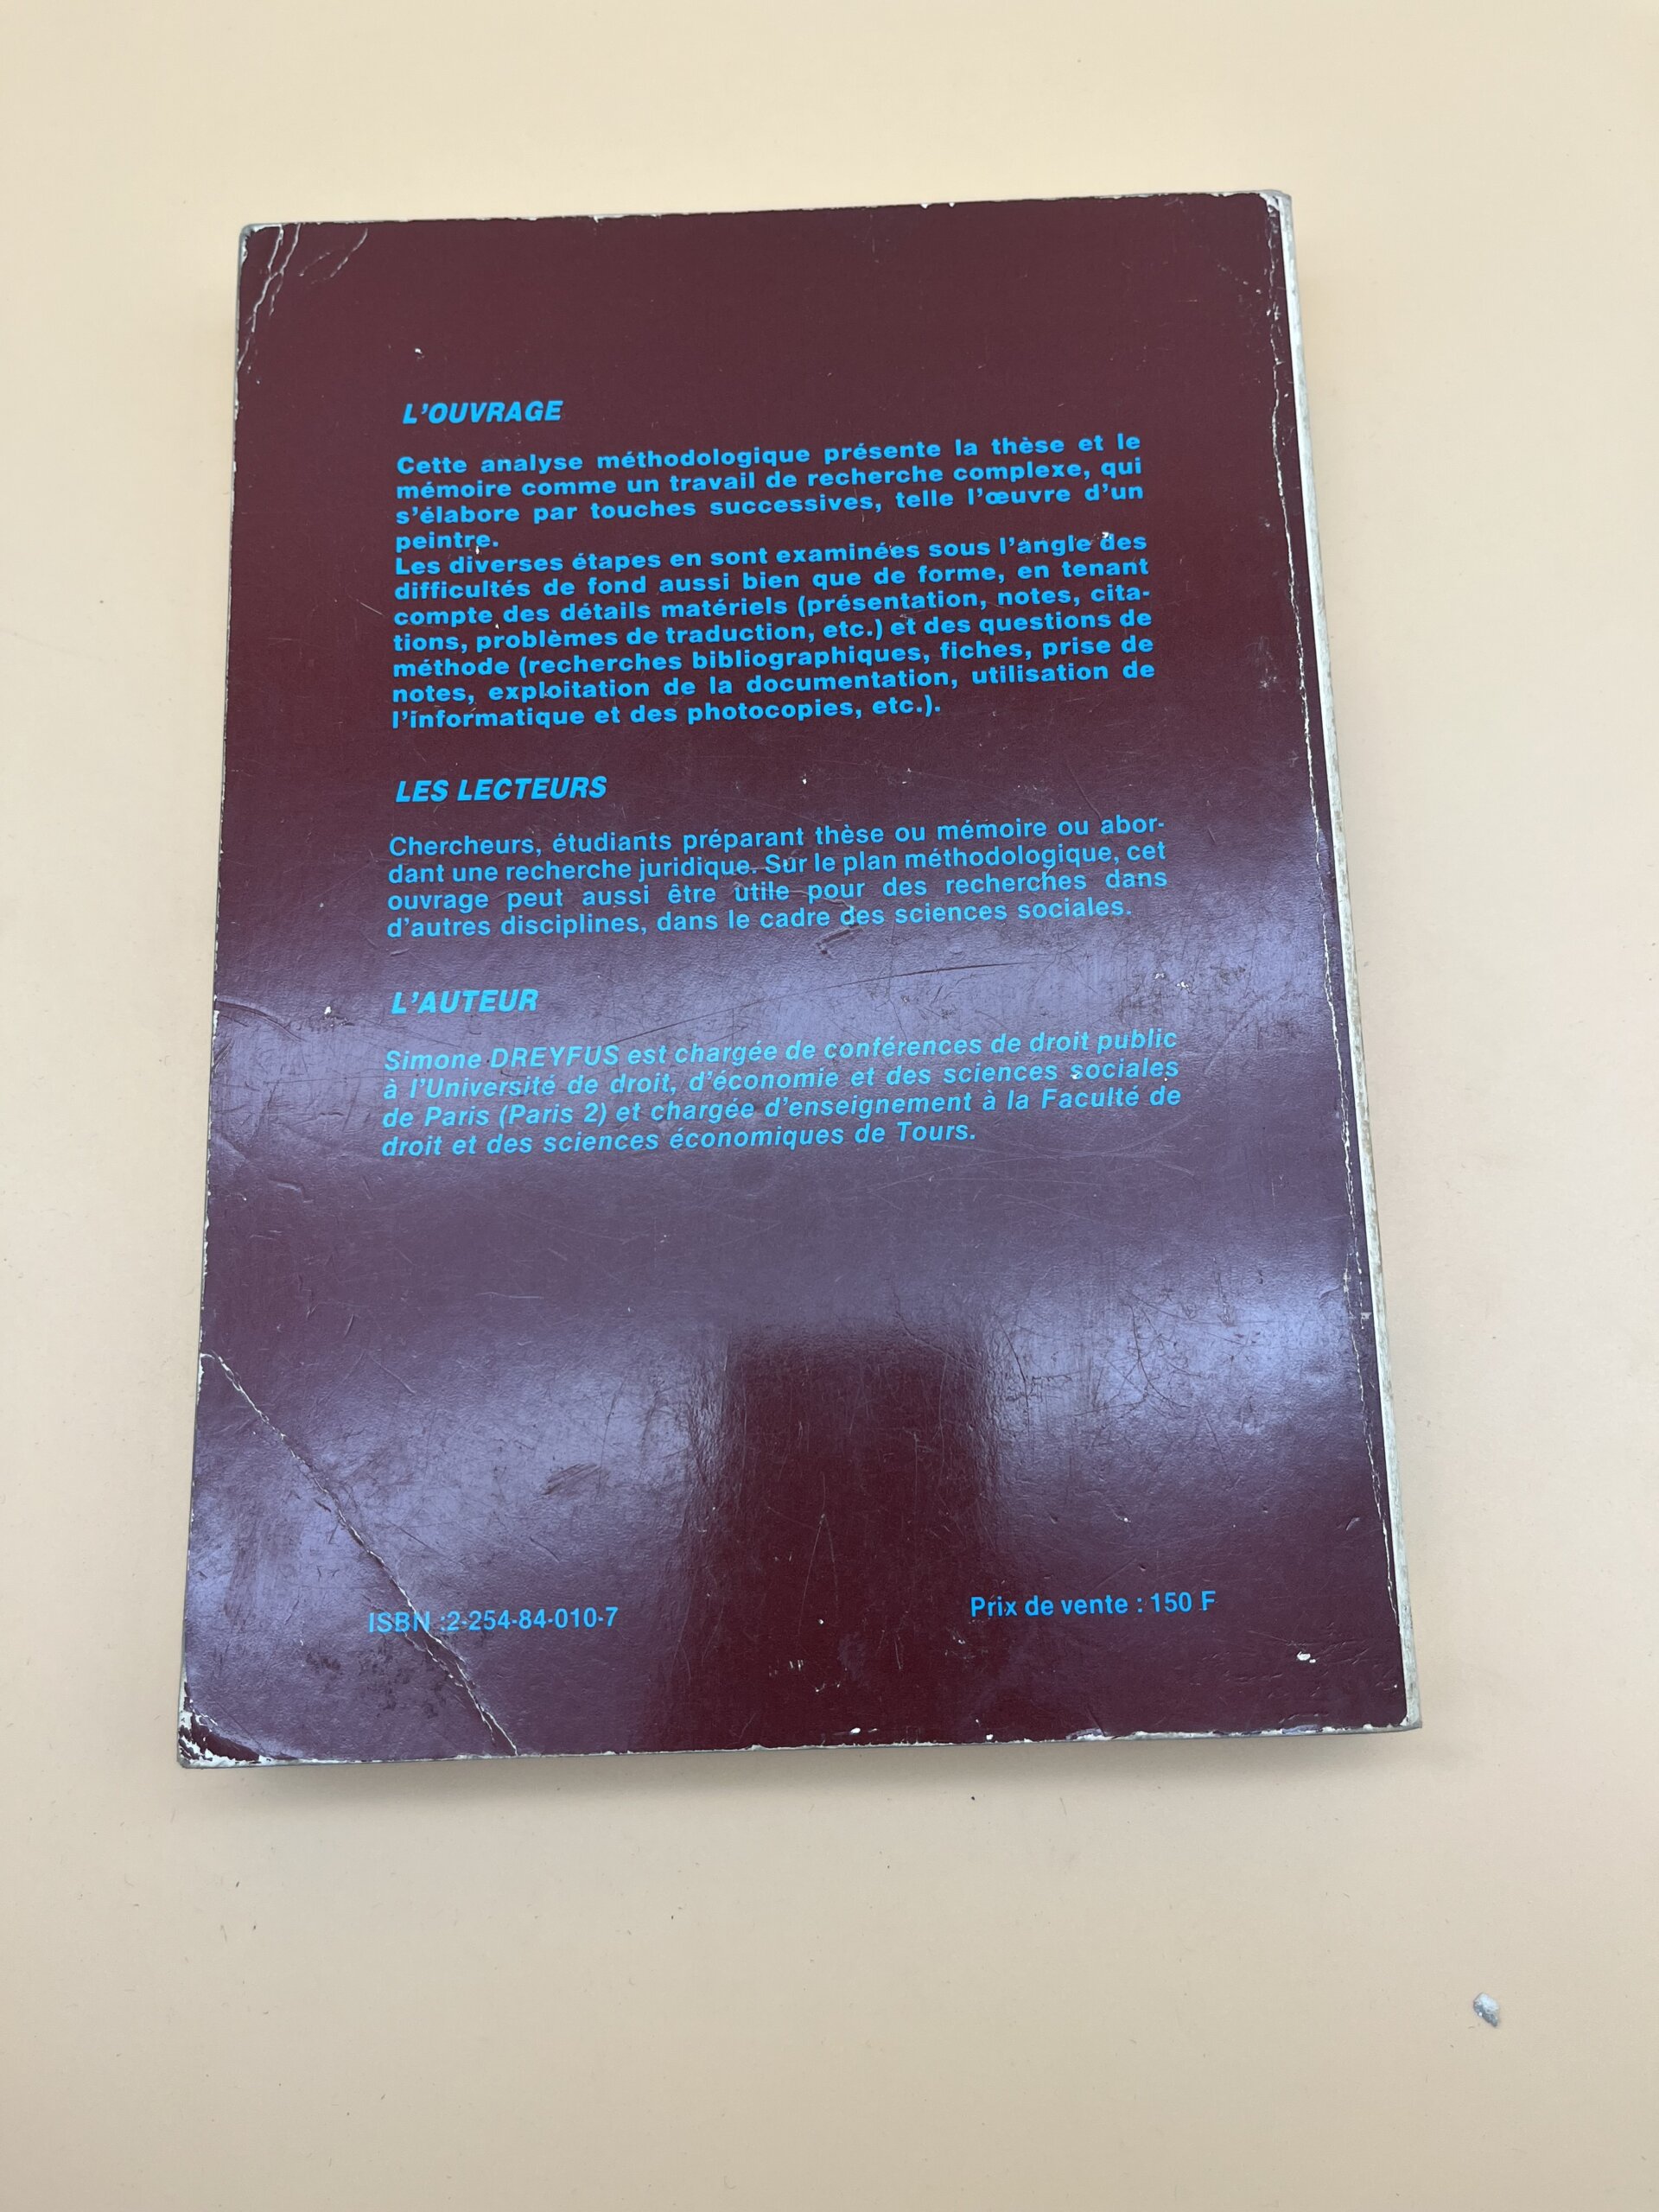 L'OUVRAGE
Cette analyse méthodologique présente la thèse et le
mémoire comme un travail de recherche complexe, qui
s'élabore par touches successives, telle l'œuvre d'un
peintre.
Les diverses étapes en sont examinées sous l'angle des
difficultés de fond aussi bien que de forme, en tenant
compte des détails matériels (présentation, notes, cita-
tions, problèmes de traduction, etc.) et des questions de
méthode (recherches bibliographiques, fiches, prise de
notes, exploitation de la documentation, utilisation de
l'informatique et des photocopies, etc.).
LES LECTEURS
Chercheurs, étudiants préparant thèse ou mémoire ou abor-
dant une recherche juridique. Sur le plan méthodologique, cet
ouvrage peut aussi être utile pour des recherches dans
d'autres disciplines, dans le cadre des sciences sociales.
L'AUTEUR
Simone DREYFUS est chargée de conférences de droit public
à l'Université de droit, d'économie et des sciences sociales
de Paris (Paris 2) et chargée d'enseignement à la Faculté de
droit et des sciences économiques de Tours.
ISBN :2-254-84-010-7
Prix de vente : 150 F